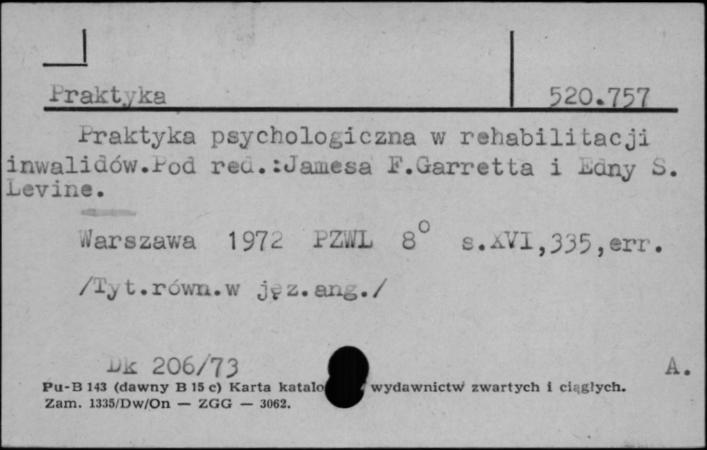 Praktyka 520.757
Praktyka psychologiczna w rehabilitacji
inwalidów.Pod red.:Jamesa F.Garretta i Edny S.
Levine.
Warszawa 1972 PZWL 8° s.XVI,335,err.
/Tyt.równ.w jęz.ang./
Dk 206/73 A.
Pu-B 143 (dawny B 15 c) Karta katalo wydawnictw zwartych i ciągłych.
Zam. 1335/Dw/On — ZGG — 3062.